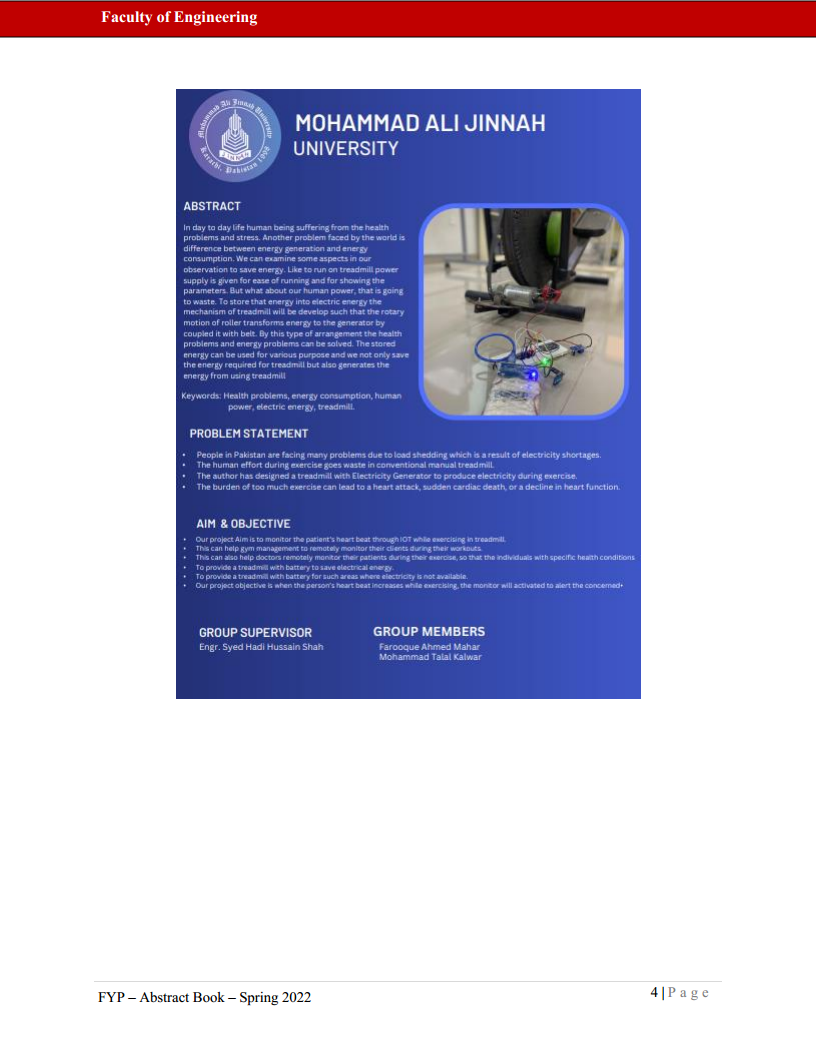 Faculty of Engineering
Muhammad Ali Jinnah University
Karachi, Pakistan 1998
MOHAMMAD ALI JINNAH
UNIVERSITY
ABSTRACT
In day to day life human being suffering from the health
problems and stress. Another problem faced by the world is
difference between energy generation and energy
consumption. We can examine some aspects in our
observation to save energy. Like to run on treadmill power
supply is given for ease of running and for showing the
parameters. But what about our human power, that is going
to waste. To store that energy into electric energy the
mechanism of treadmill will be develop such that the rotary
motion of roller transforms energy to the generator by
coupled it with belt. By this type of arrangement the health
problems and energy problems can be solved. The stored
energy can be used for various purpose and we not only save
the energy required for treadmill but also generates the
energy from using treadmill
Keywords: Health problems, energy consumption, human
power, electric energy, treadmill.
PROBLEM STATEMENT
• People in Pakistan are facing many problems due to load shedding which is a result of electricity shortages.
• The human effort during exercise goes waste in conventional manual treadmill.
• The author has designed a treadmill with Electricity Generator to produce electricity during exercise.
• The burden of too much exercise can lead to a heart attack, sudden cardiac death, or a decline in heart function.
AIM & OBJECTIVE
• Our project Aim is to monitor the patient's heart beat through IOT while exercising in treadmill.
• This can help gym management to remotely monitor their clients during their workouts.
• This can also help doctors remotely monitor their patients during their exercise, so that the individuals with specific health conditions
• To provide a treadmill with battery to save electrical energy.
• To provide a treadmill with battery for such areas where electricity is not available.
• Our project objective is when the person's heart beat increases while exercising, the monitor will activated to alert the concerned•
GROUP SUPERVISOR
Engr. Syed Hadi Hussain Shah
GROUP MEMBERS
Farooque Ahmed Mahar
Mohammad Talal Kalwar
FYP – Abstract Book – Spring 2022
4 | Page